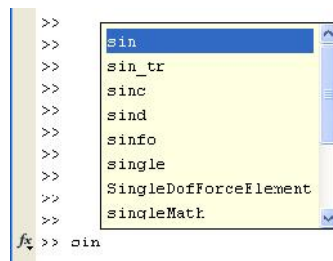 >>
>>
>>
>>
>>
>>
>>
>>
>>
>>
sin
sin_tr
sinc
sind
sinfo
single
SingleDofForceElement
singleMath
fx >> sin